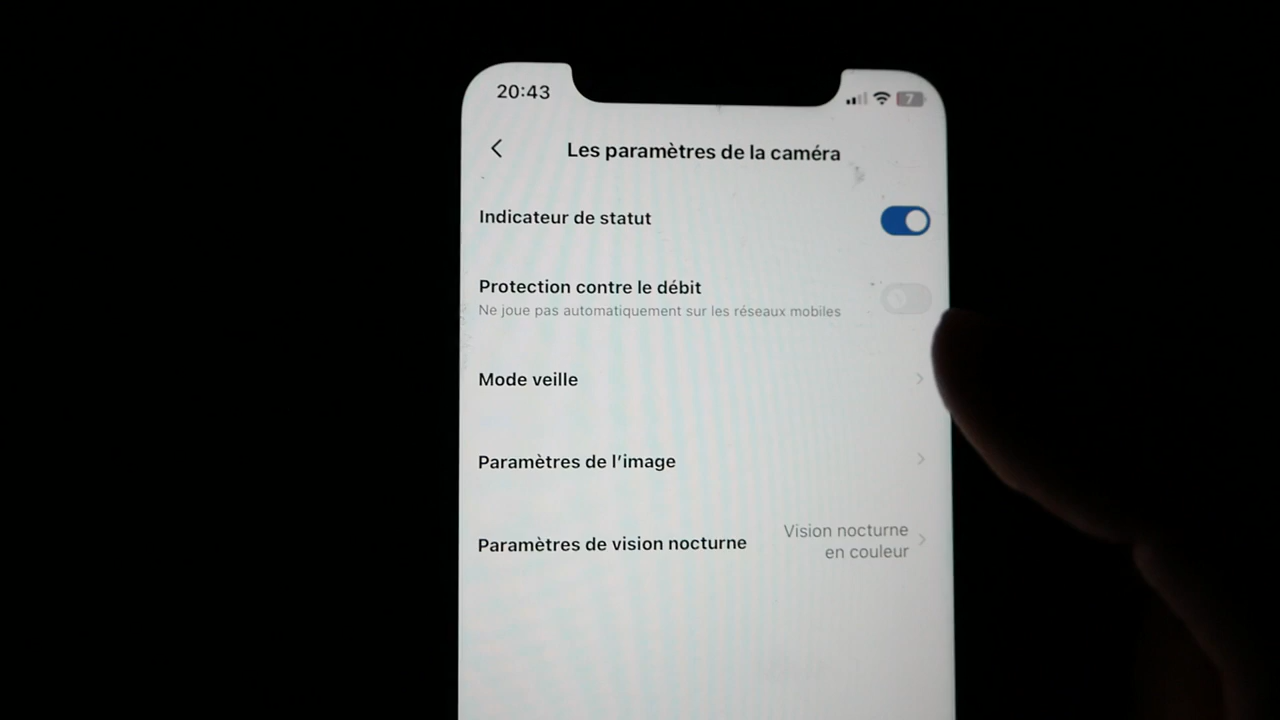 20:43
7
Les paramètres de la caméra
Indicateur de statut
Protection contre le débit
Ne joue pas automatiquement sur les réseaux mobiles
Mode veille
Paramètres de l'image
Paramètres de vision nocturne
Vision nocturne
en couleur